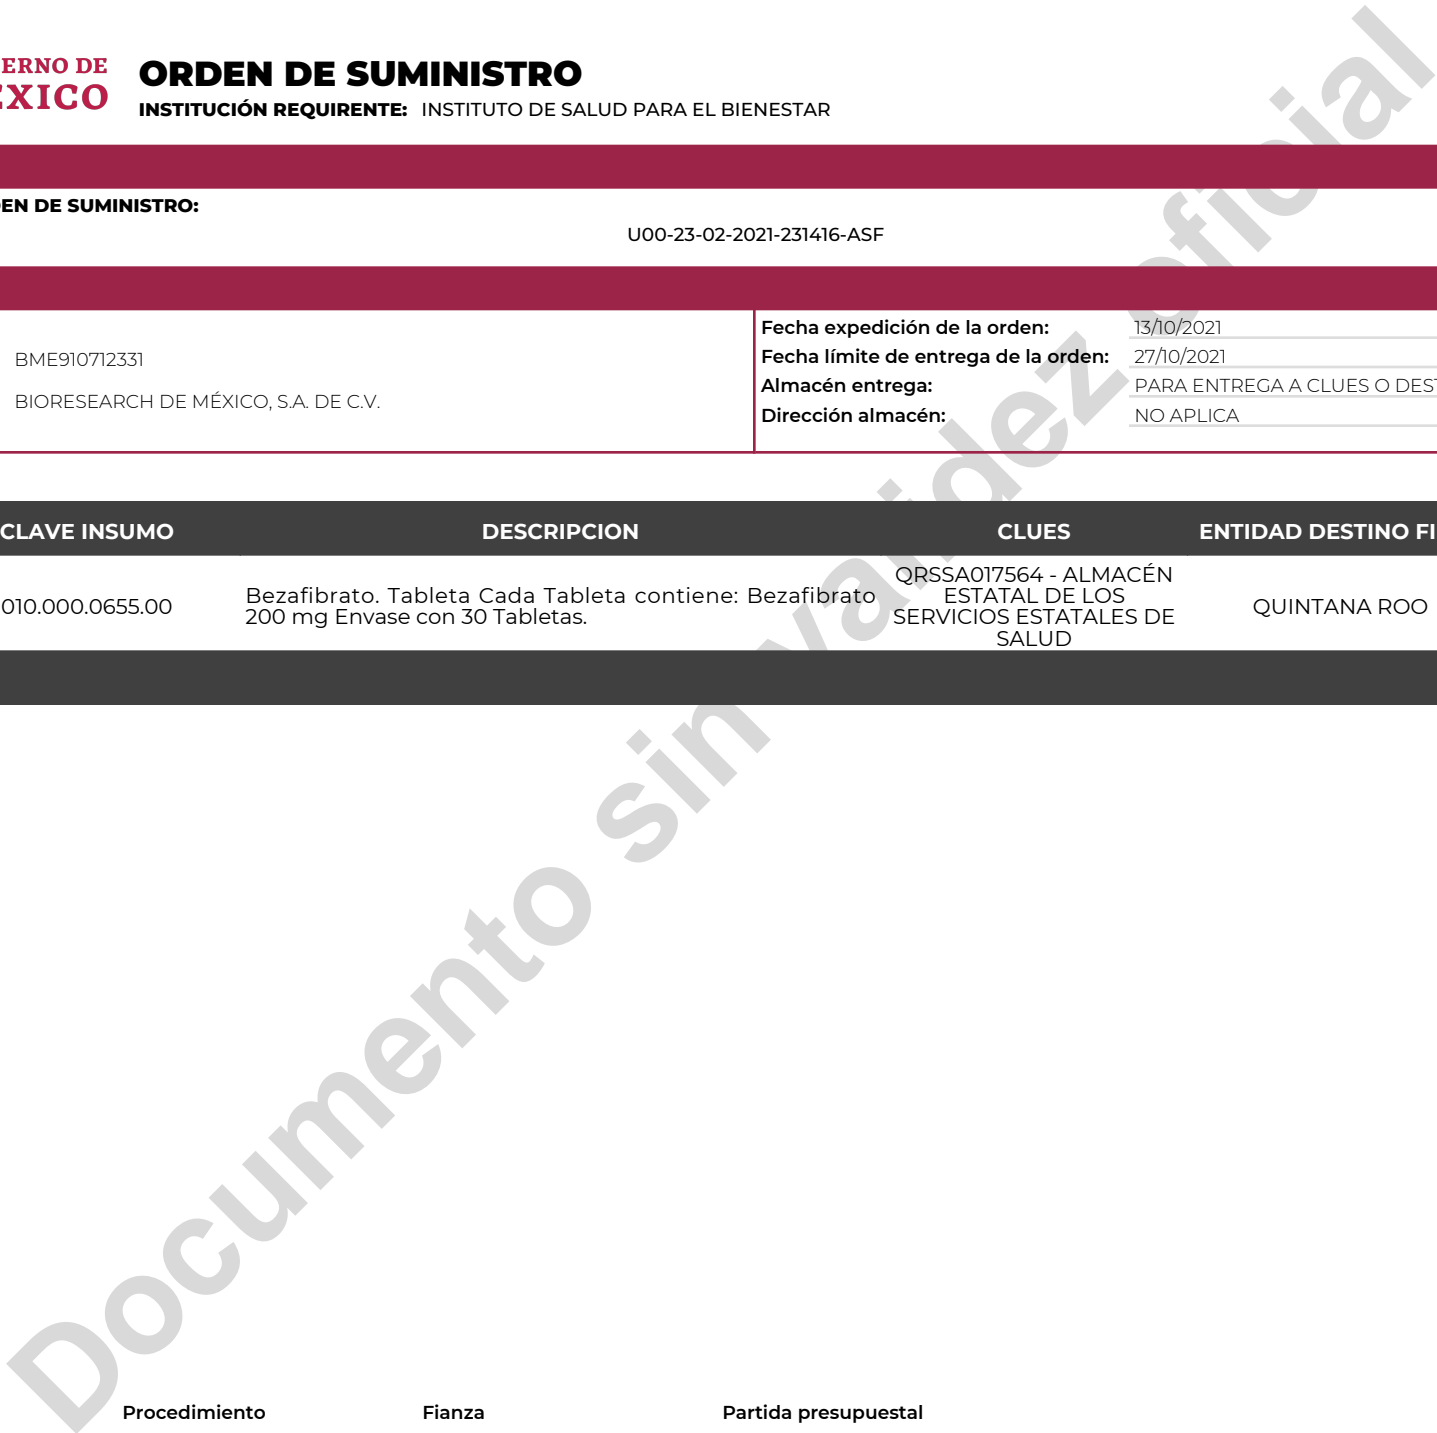 ERNO DE
ÉXICO
ORDEN DE SUMINISTRO
INSTITUCIÓN REQUIRENTE: INSTITUTO DE SALUD PARA EL BIENESTAR
EN DE SUMINISTRO:
U00-23-02-2021-231416-ASF
BME910712331
BIORESEARCH DE MÉXICO, S.A. DE C.V.
Fecha expedición de la orden: 13/10/2021
Fecha límite de entrega de la orden: 27/10/2021
Almacén entrega: PARA ENTREGA A CLUES O DEST
Dirección almacén: NO APLICA
CLAVE INSUMO DESCRIPCION CLUES ENTIDAD DESTINO FI
010.000.0655.00
Bezafibrato. Tableta Cada Tableta contiene: Bezafibrato
200 mg Envase con 30 Tabletas.
QRSSA017564 - ALMACÉN
ESTATAL DE LOS
SERVICIOS ESTATALES DE
SALUD
QUINTANA ROO
Documento sin validez oficial
Procedimiento Fianza Partida presupuestal